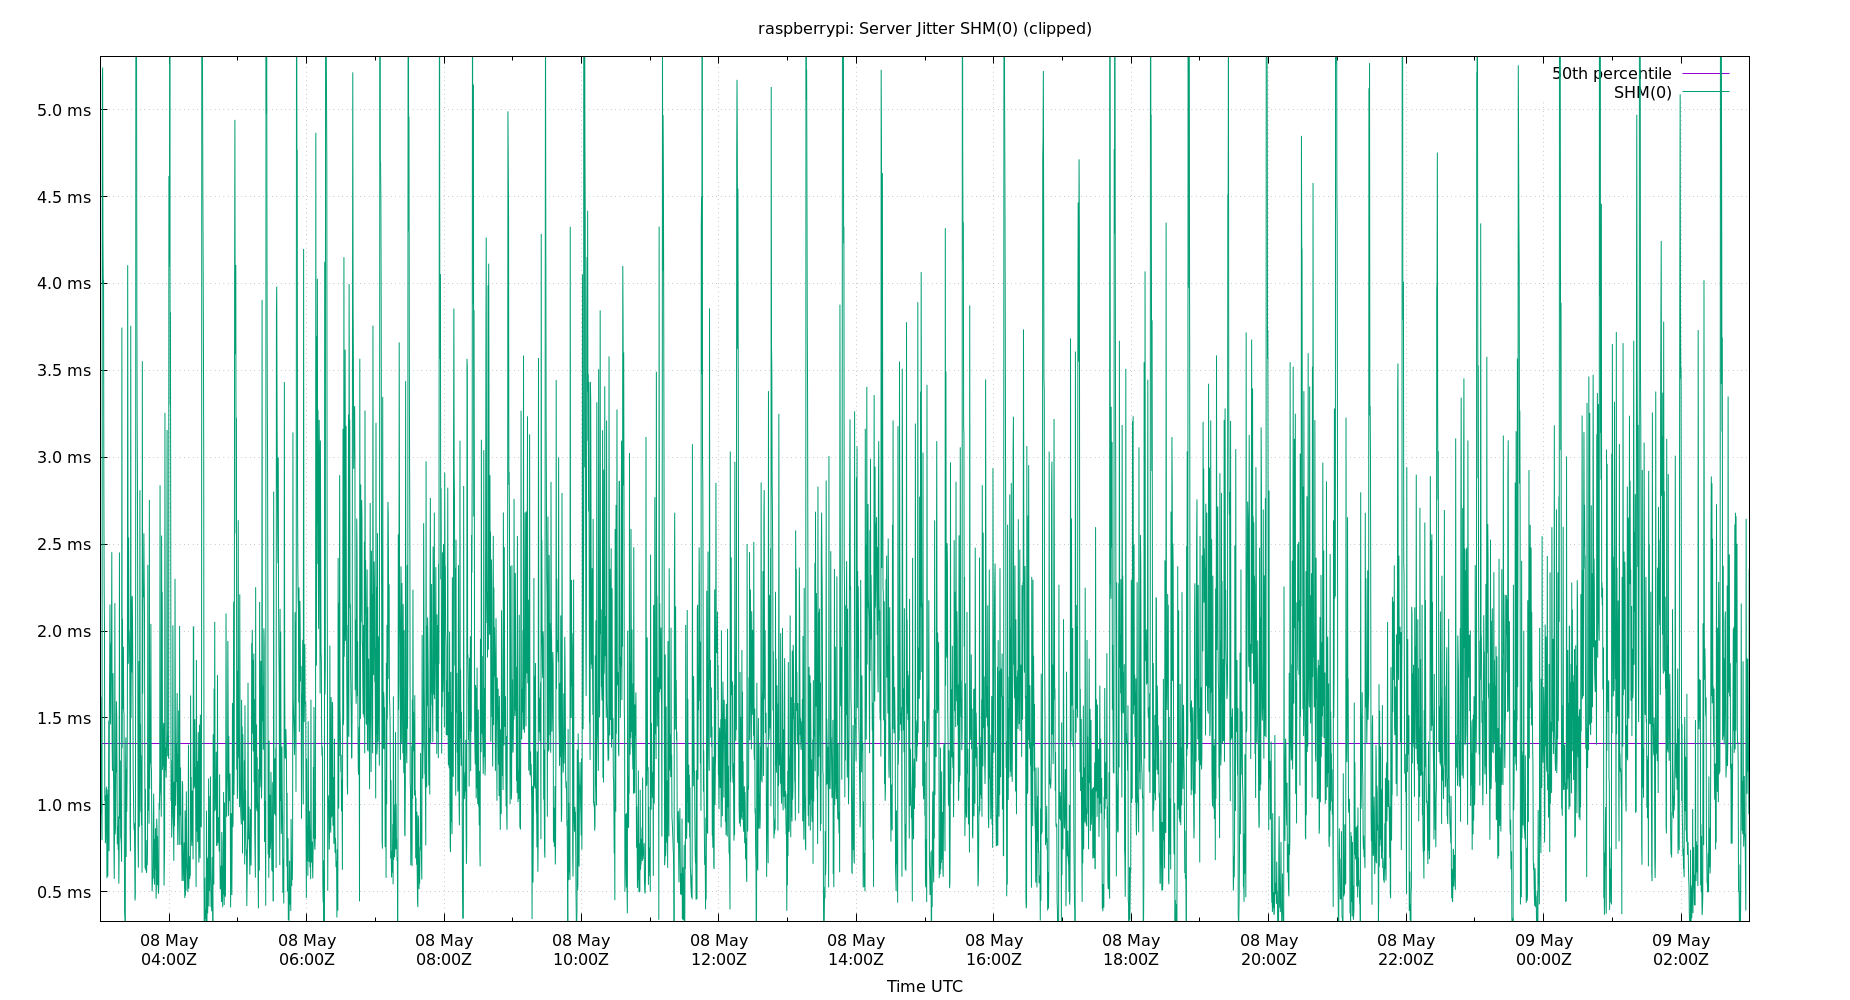 raspberrypi: Server Jitter SHM(0) (clipped)
50th percentile
SHM(0)
5.0 ms
4.5 ms
4.0 ms
3.5 ms
3.0 ms
2.5 ms
2.0 ms
1.5 ms
1.0 ms
0.5 ms
08 May 08 May 08 May 08 May 08 May 08 May 08 May 08 May 08 May 08 May 09 May 09 May
04:00Z 06:00Z 08:00Z 10:00Z 12:00Z 14:00Z 16:00Z 18:00Z 20:00Z 22:00Z 00:00Z 02:00Z
Time UTC